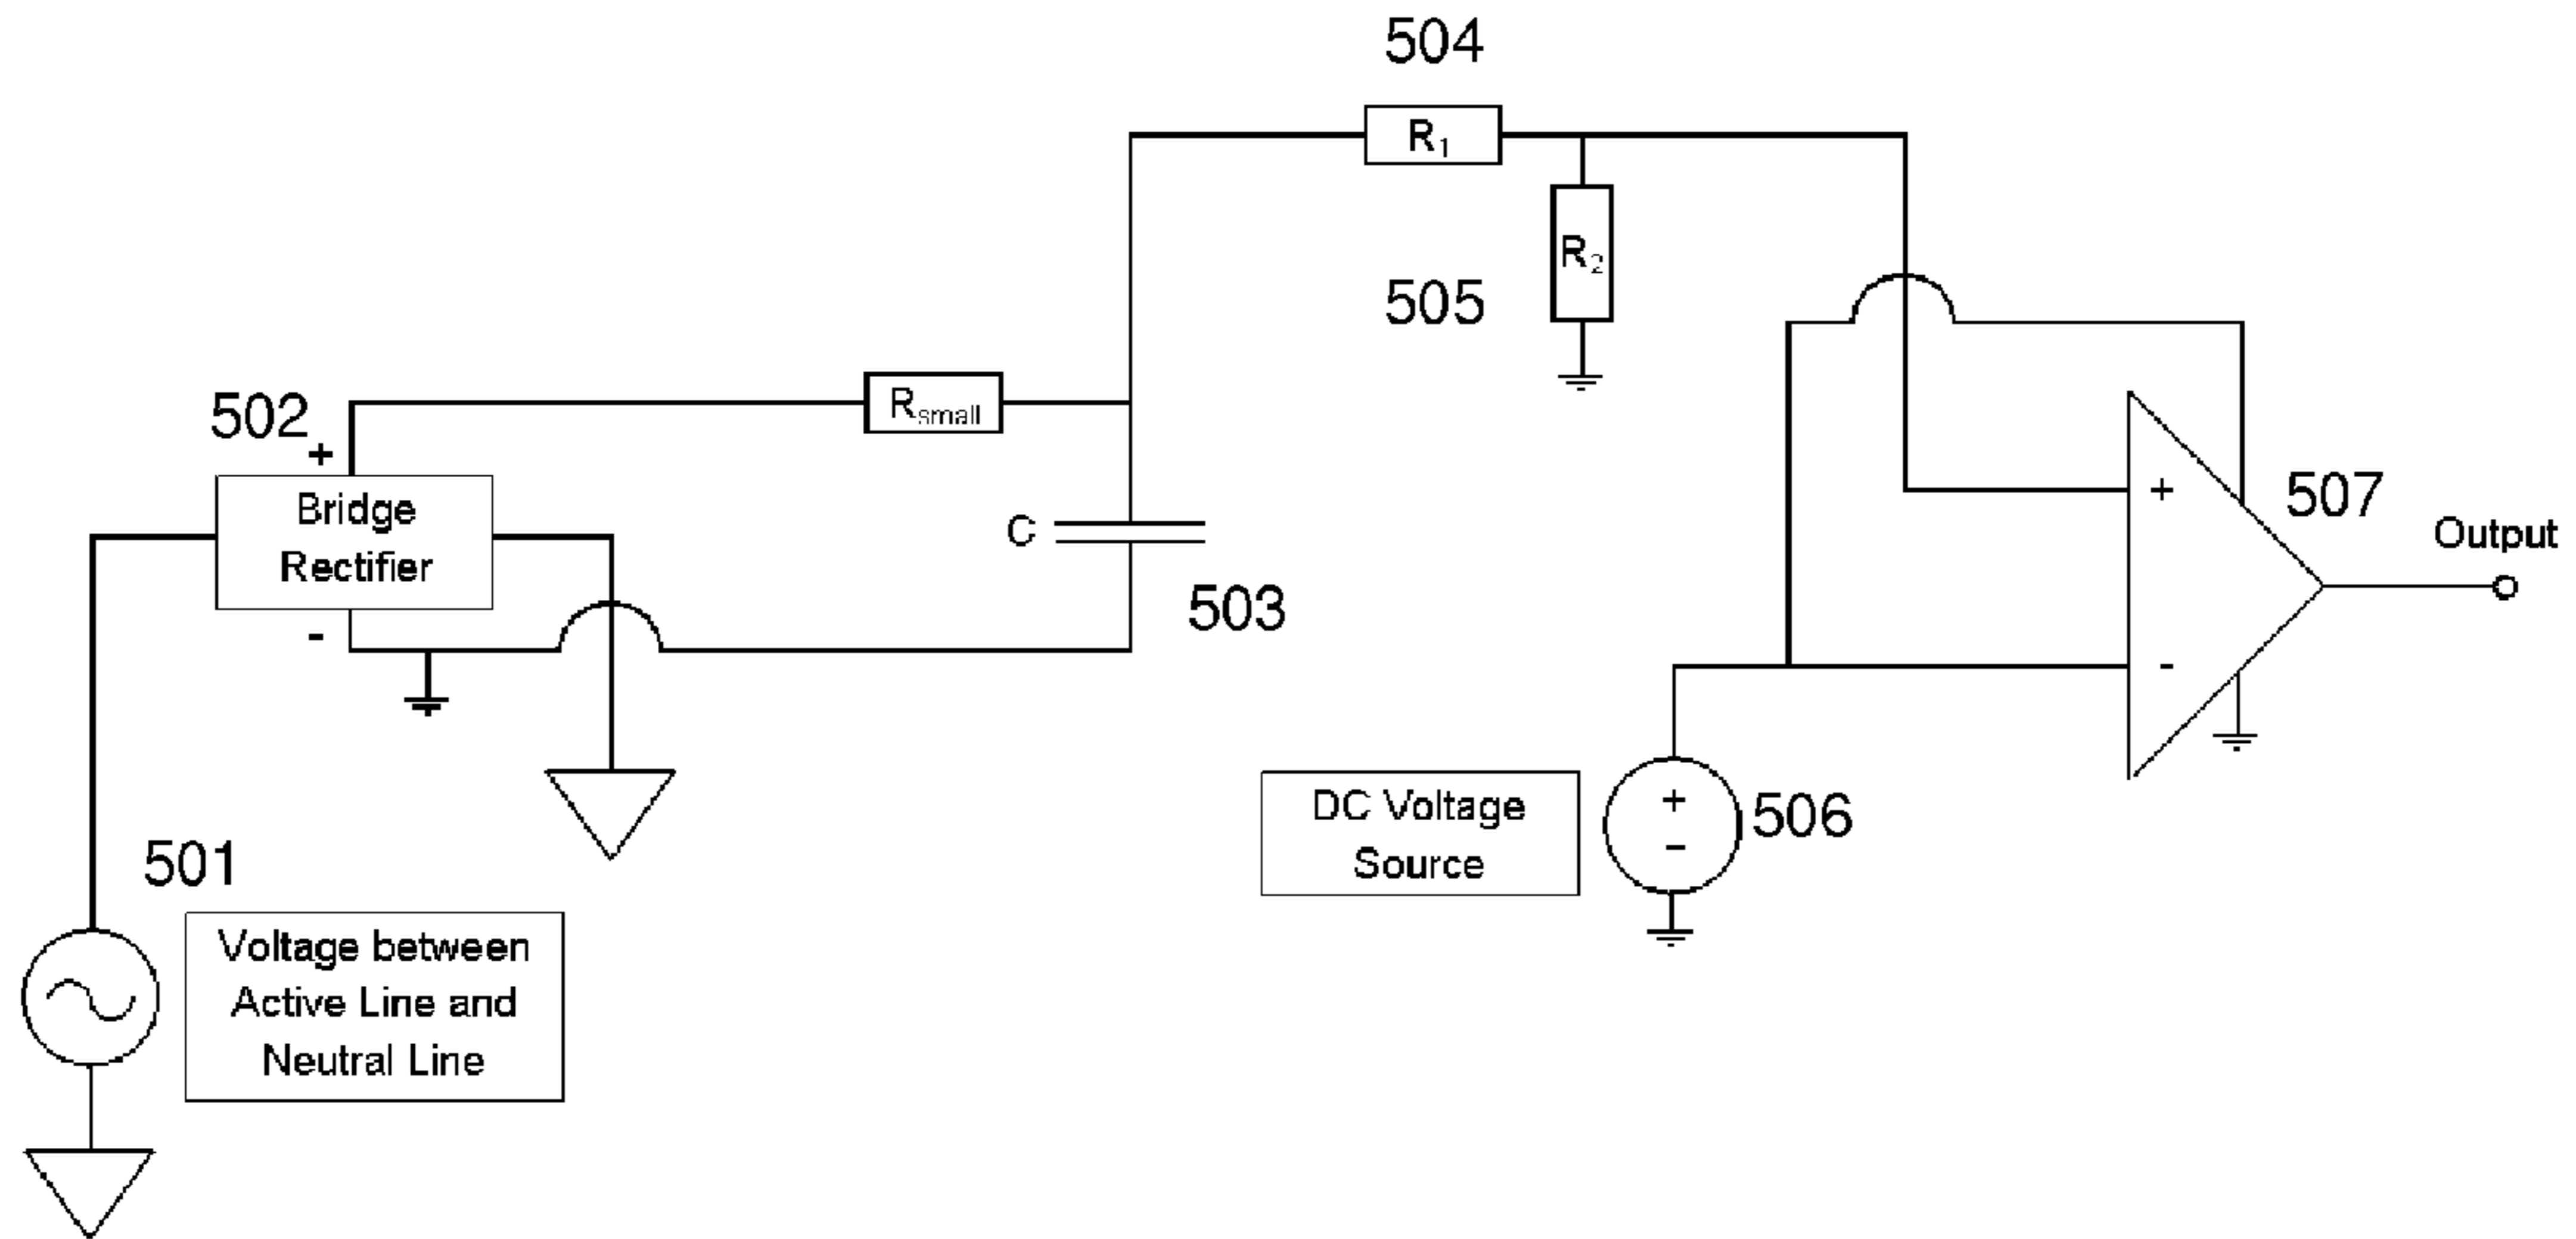 504
R₁
R₂
505
502
+
Rsmall
Bridge
Rectifier
-
C
503
+
507
Output
-
501
Voltage between
Active Line and
Neutral Line
DC Voltage
Source
+
-
506